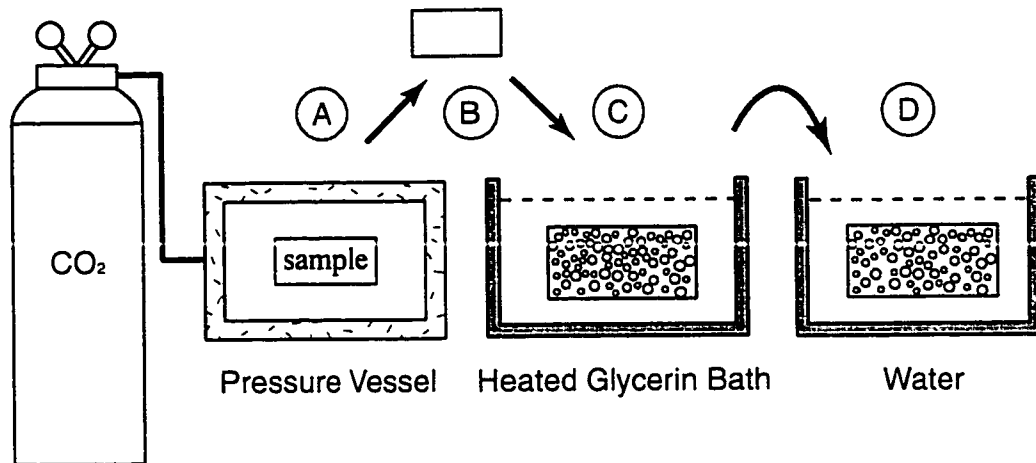 A
B
C
D
CO₂
sample
Pressure Vessel
Heated Glycerin Bath
Water